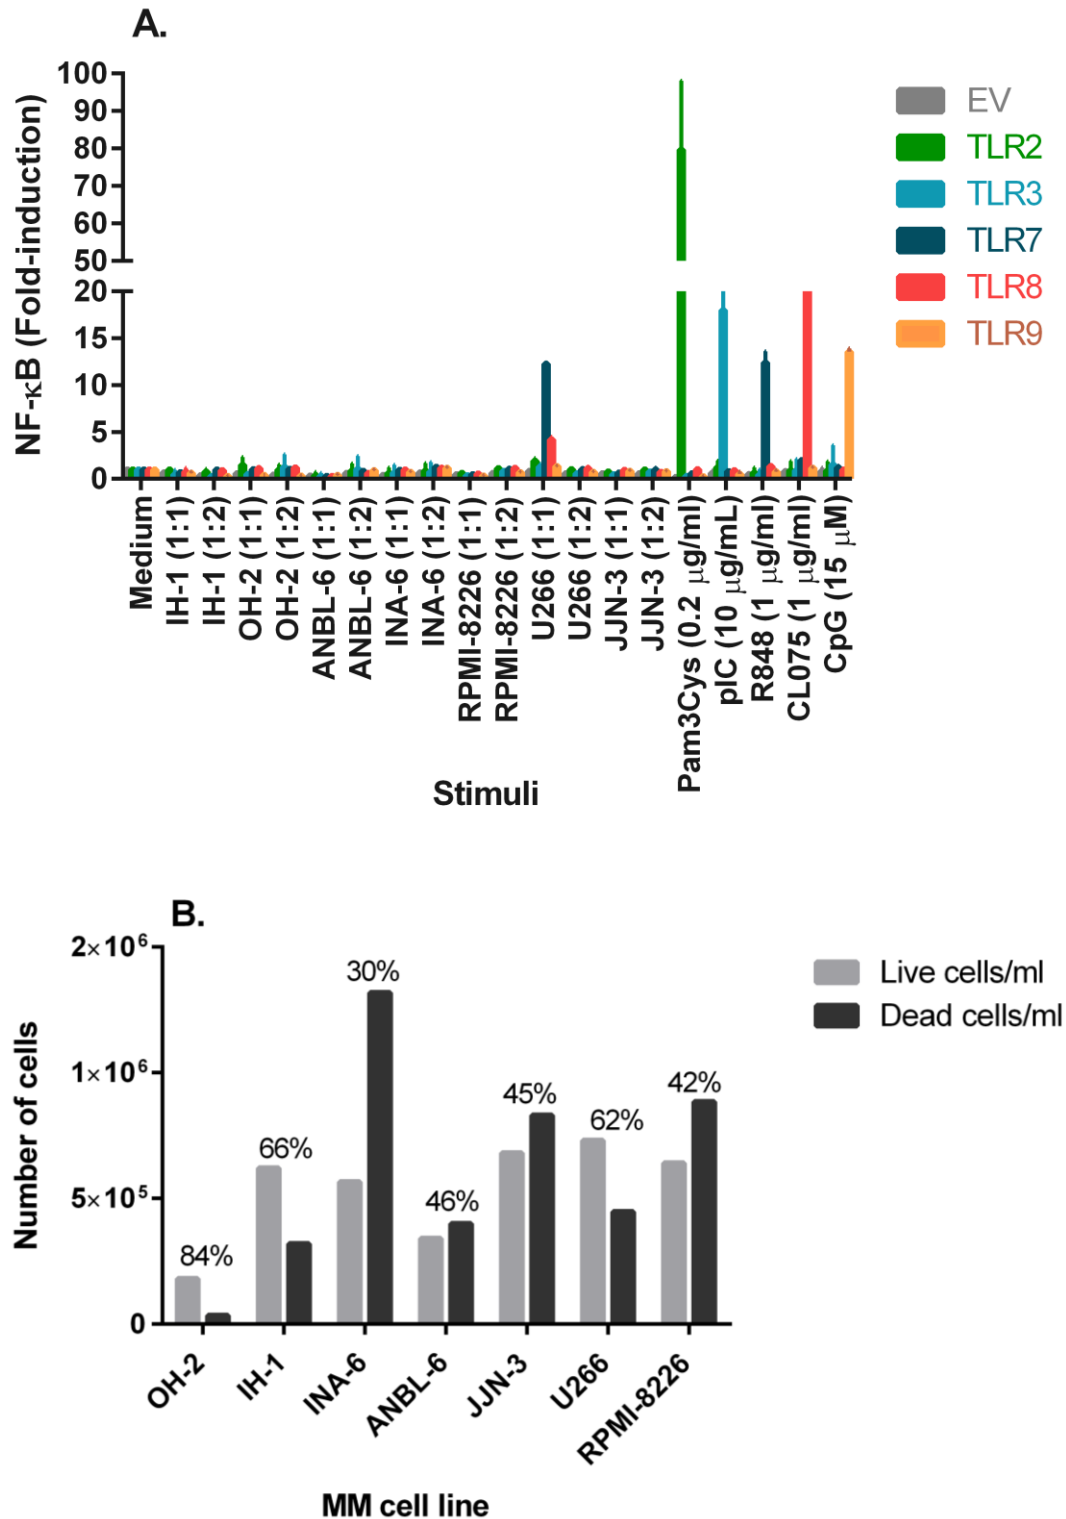 A.
NF-κB (Fold-induction)
100
90
80
70
60
50
20
15
10
5
0
EV
TLR2
TLR3
TLR7
TLR8
TLR9
Medium
IH-1 (1:1)
IH-1 (1:2)
OH-2 (1:1)
OH-2 (1:2)
ANBL-6 (1:1)
ANBL-6 (1:2)
INA-6 (1:1)
INA-6 (1:2)
RPMI-8226 (1:1)
RPMI-8226 (1:2)
U266 (1:1)
U266 (1:2)
JJN-3 (1:1)
JJN-3 (1:2)
Pam3Cys (0.2 μg/ml)
pIC (10 μg/mL)
R848 (1 μg/ml)
CL075 (1 μg/ml)
CpG (15 μM)
Stimuli
B.
Number of cells
2×10⁶
1×10⁶
5×10⁵
0
84%
66%
30%
46%
45%
62%
42%
Live cells/ml
Dead cells/ml
OH-2
IH-1
INA-6
ANBL-6
JJN-3
U266
RPMI-8226
MM cell line